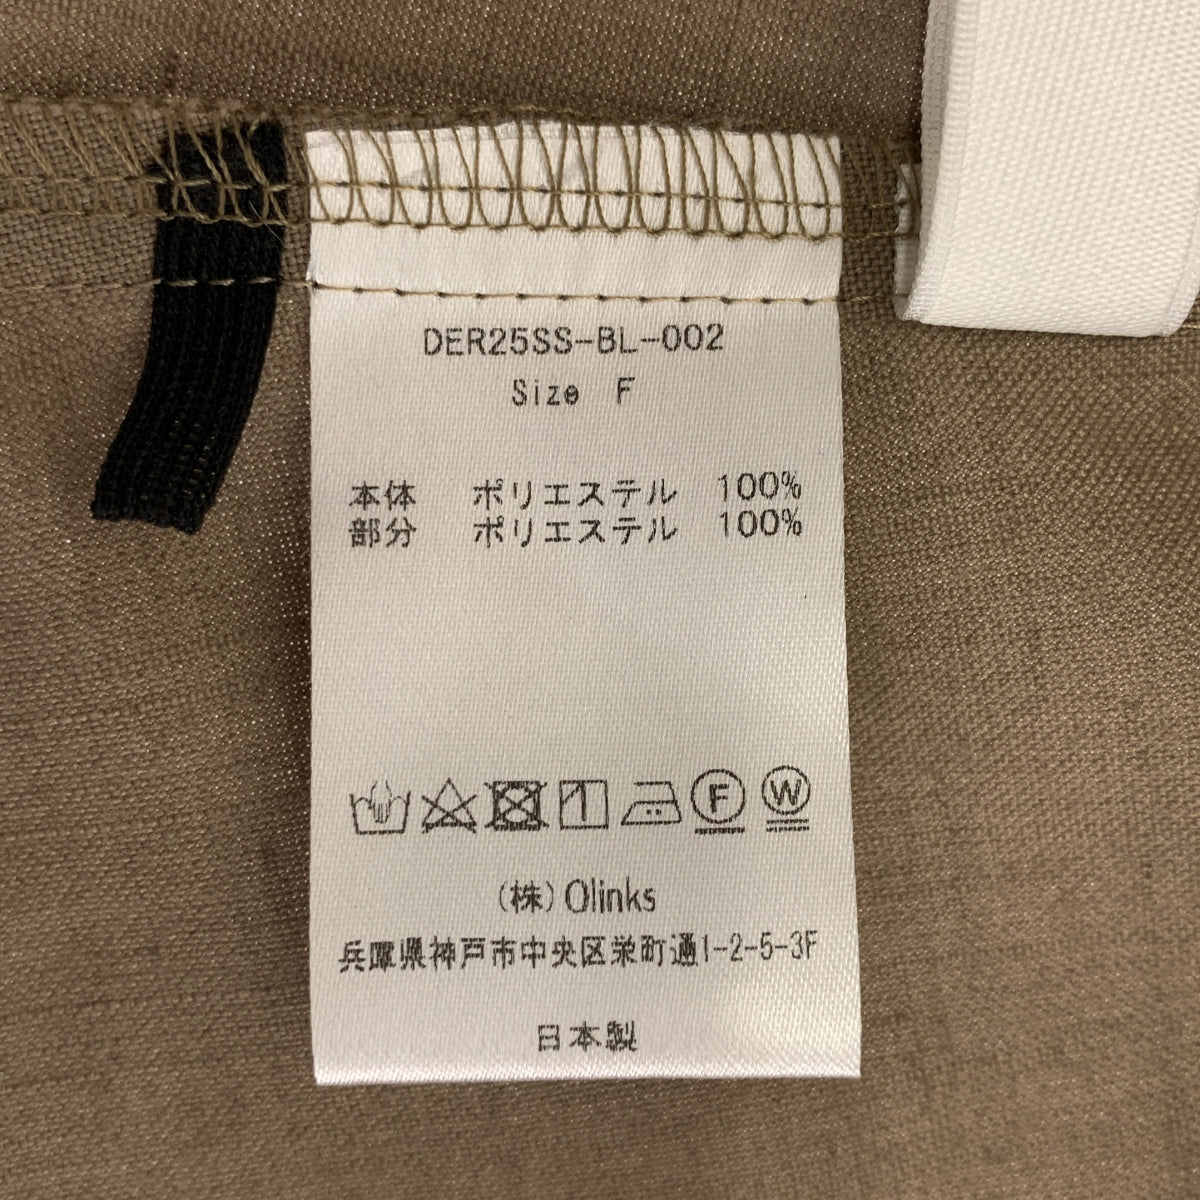 DER25SS-BL-002
Size F
本体 ポリエステル 100%
部分 ポリエステル 100%
F W
(株)Olinks
兵庫県神戸市中央区栄町通1-2-5-3F
日本製